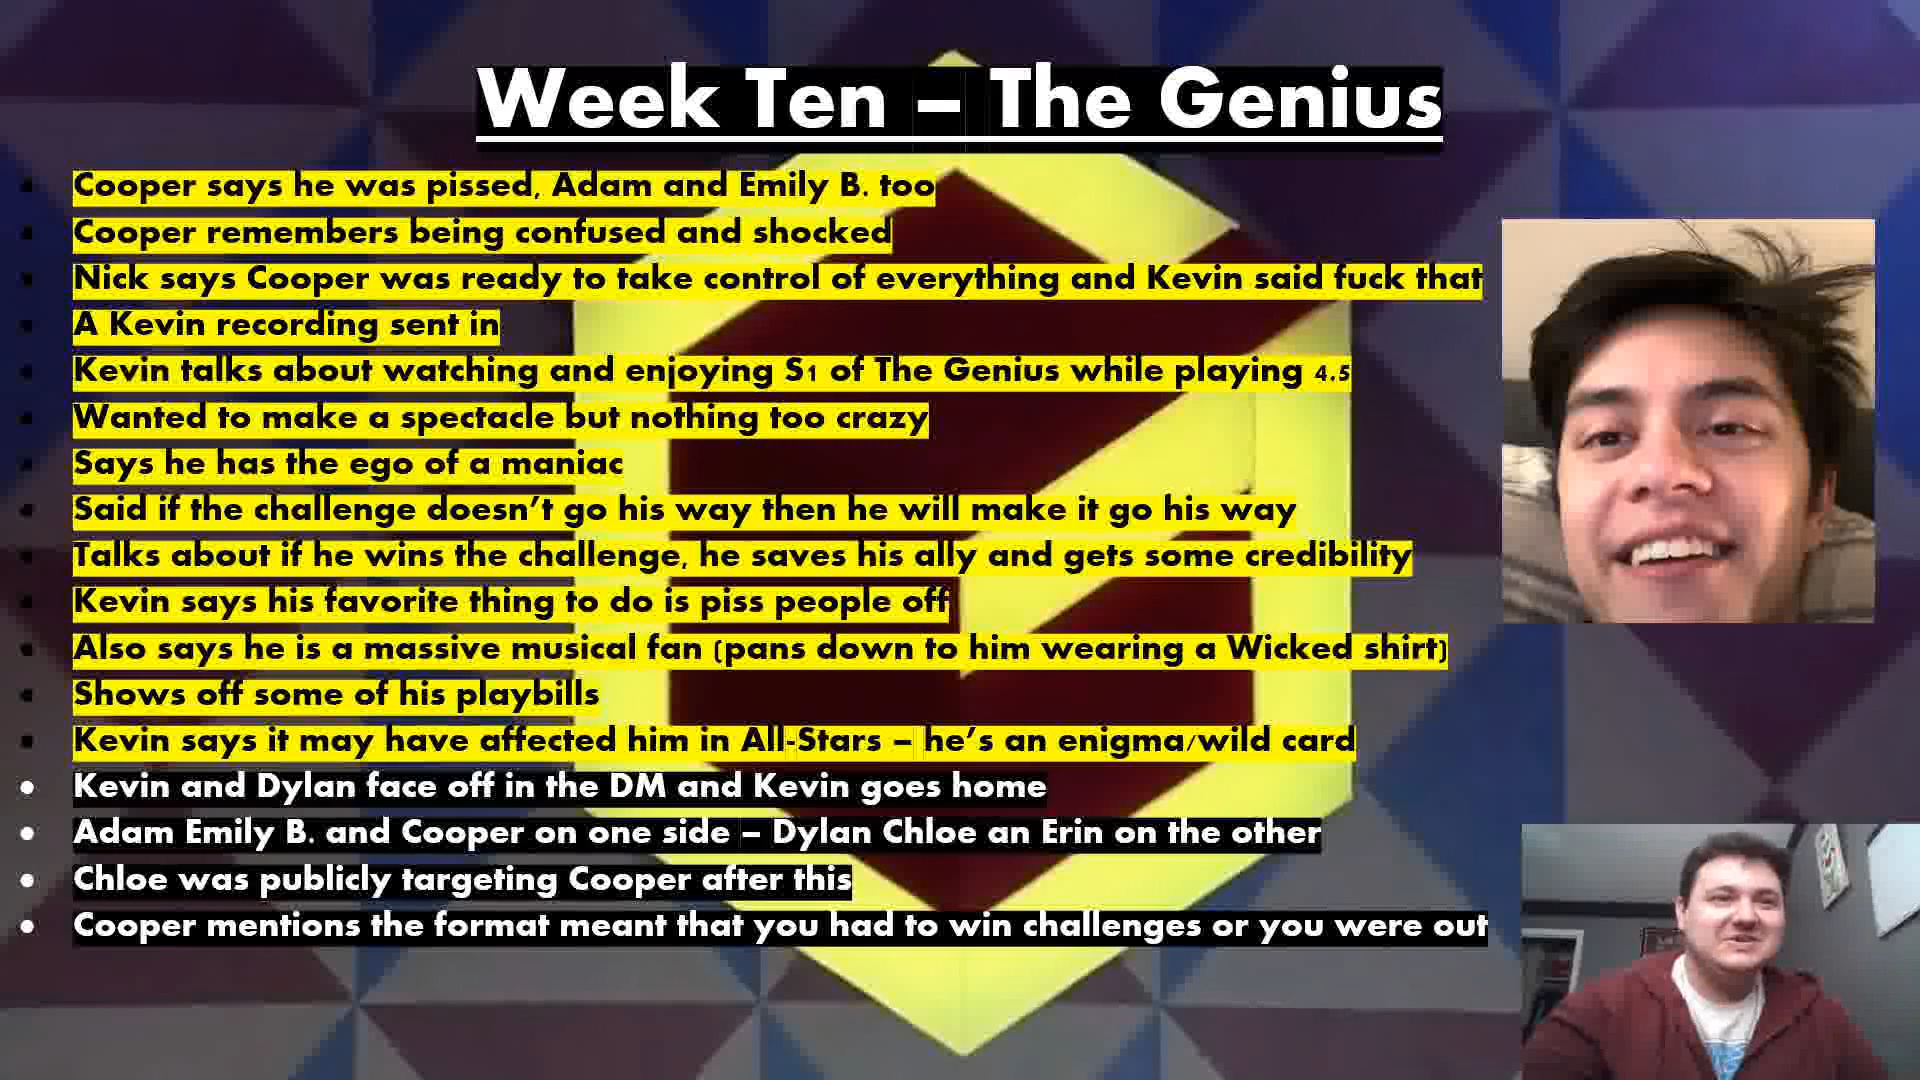 Week Ten – The Genius
Cooper says he was pissed, Adam and Emily B. too
Cooper remembers being confused and shocked
Nick says Cooper was ready to take control of everything and Kevin said fuck that
A Kevin recording sent in
Kevin talks about watching and enjoying S1 of The Genius while playing 4.5
Wanted to make a spectacle but nothing too crazy
Says he has the ego of a maniac
Said if the challenge doesn’t go his way then he will make it go his way
Talks about if he wins the challenge, he saves his ally and gets some credibility
Kevin says his favorite thing to do is piss people off
Also says he is a massive musical fan (pans down to him wearing a Wicked shirt)
Shows off some of his playbills
Kevin says it may have affected him in All-Stars – he’s an enigma/wild card
Kevin and Dylan face off in the DM and Kevin goes home
Adam Emily B. and Cooper on one side – Dylan Chloe an Erin on the other
Chloe was publicly targeting Cooper after this
Cooper mentions the format meant that you had to win challenges or you were out